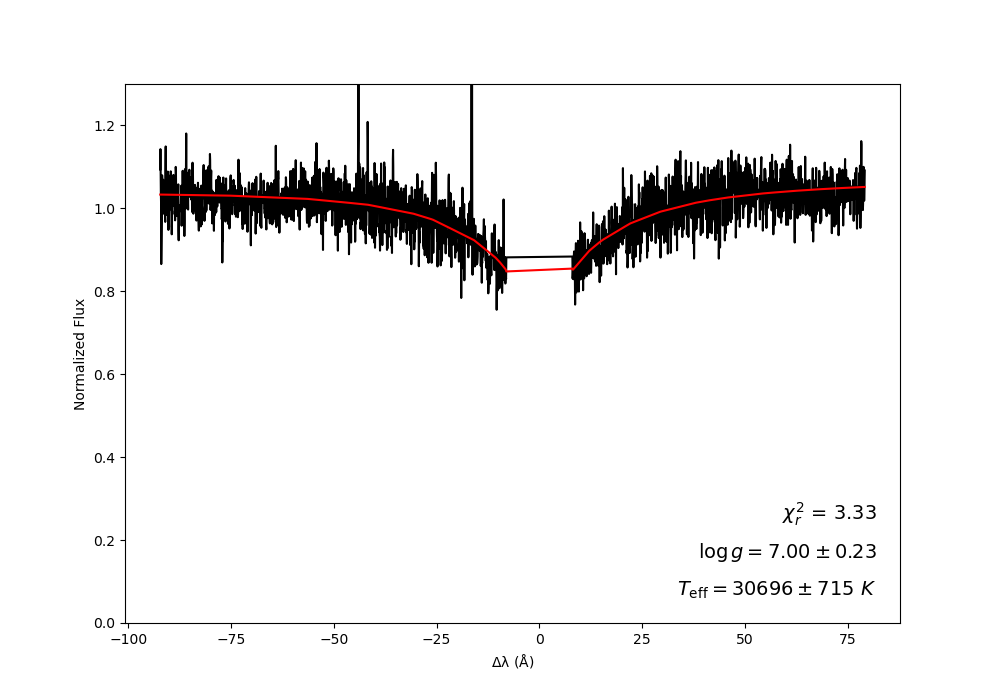 1.2
1.0
0.8
0.6
0.4
0.2
0.0
Normalized Flux
χ²ᵣ = 3.33
log g = 7.00 ± 0.23
T_eff = 30696 ± 715 K
−100 −75 −50 −25 0 25 50 75
Δλ (Å)